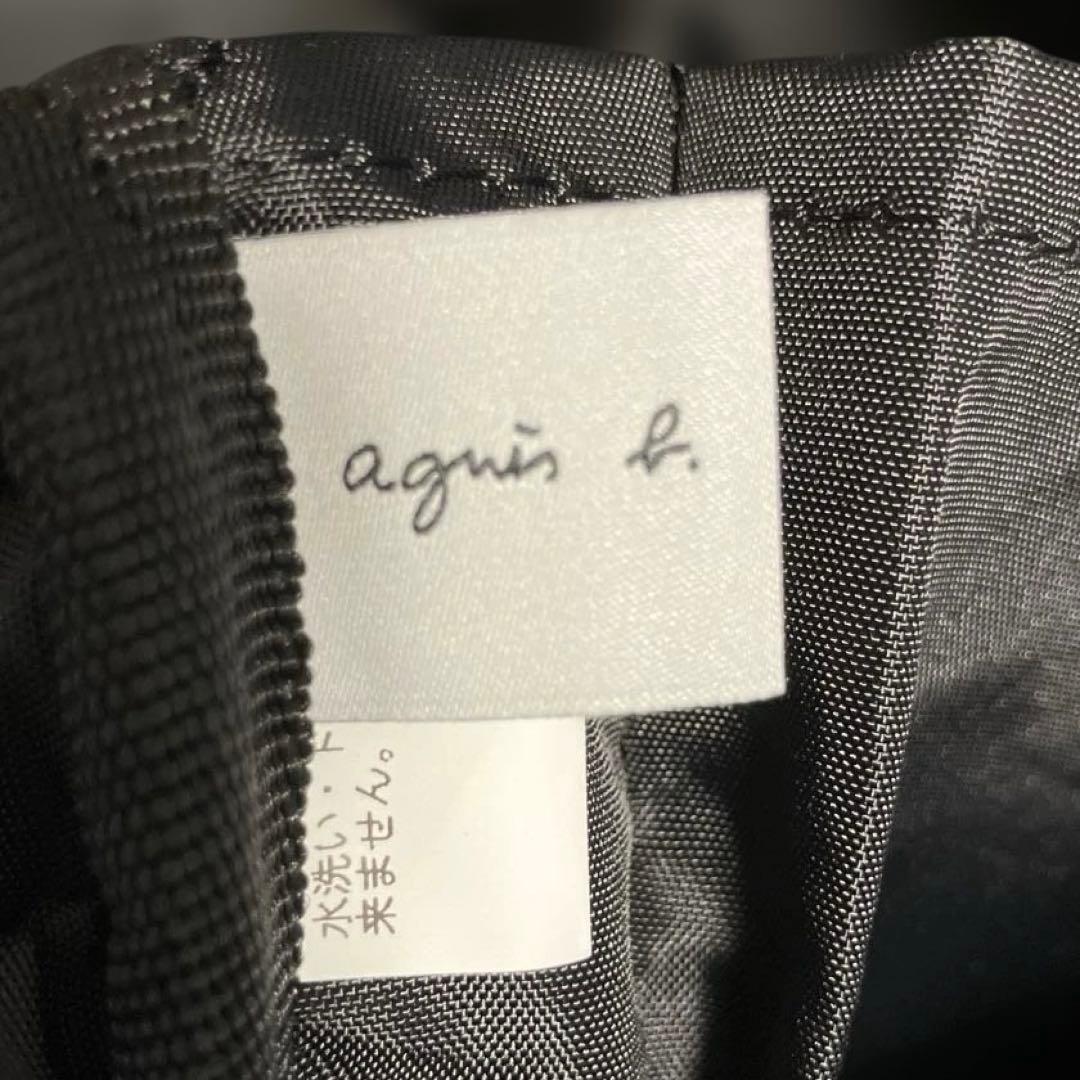 agnès b.
水洗い・ド
来ません。